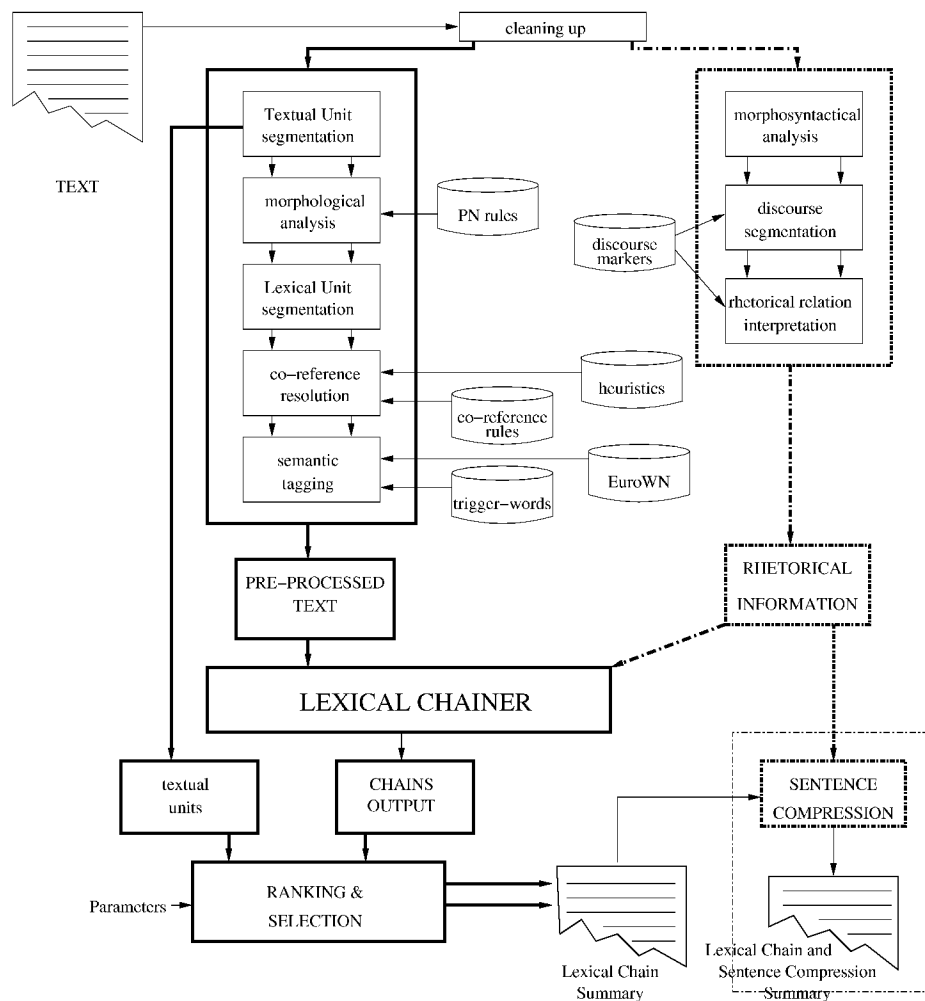 cleaning up
TEXT
Textual Unit
segmentation
morphological
analysis
PN rules
Lexical Unit
segmentation
co-reference
resolution
heuristics
co-reference
rules
semantic
tagging
EuroWN
trigger-words
morphosyntactical
analysis
discourse
segmentation
discourse
markers
rhetorical relation
interpretation
PRE-PROCESSED
TEXT
RHETORICAL
INFORMATION
LEXICAL CHAINER
textual
units
CHAINS
OUTPUT
SENTENCE
COMPRESSION
Parameters
RANKING &
SELECTION
Lexical Chain
Summary
Lexical Chain and
Sentence Compression
Summary